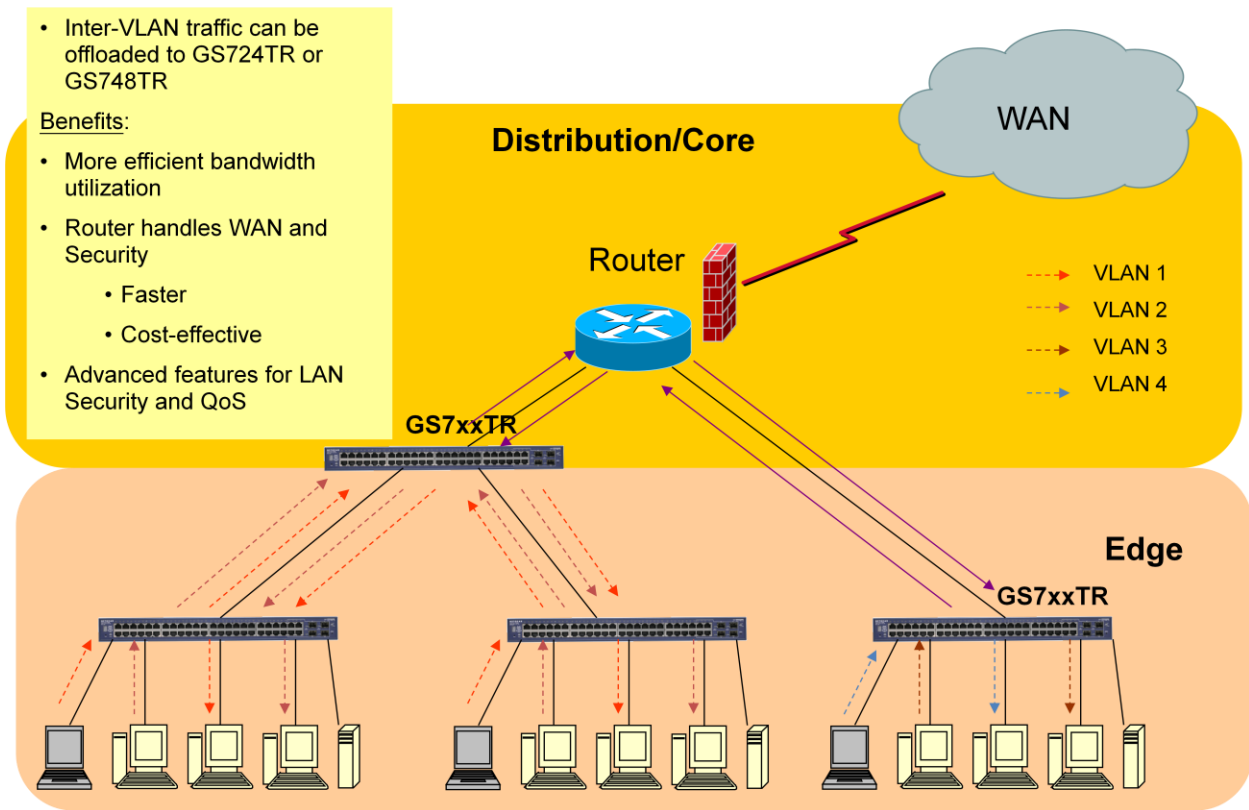 • Inter-VLAN traffic can be
offloaded to GS724TR or
GS748TR
Benefits:
• More efficient bandwidth
utilization
• Router handles WAN and
Security
• Faster
• Cost-effective
• Advanced features for LAN
Security and QoS
Distribution/Core
WAN
Router
VLAN 1
VLAN 2
VLAN 3
VLAN 4
GS7xxTR
Edge
GS7xxTR